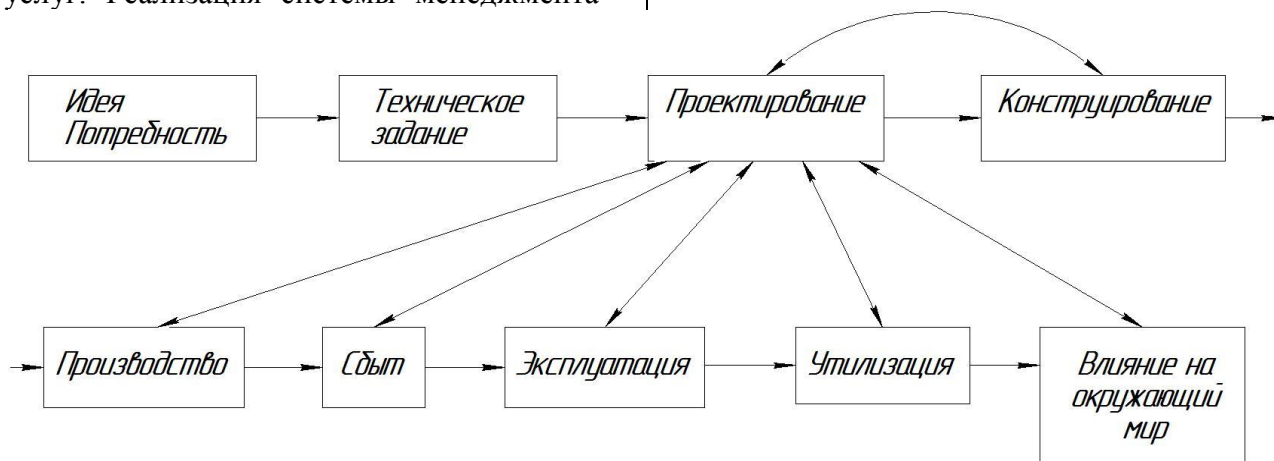 услуг. Реализация системы менеджмента
Идея
Потребность
Техническое
задание
Проектирование
Конструирование
Производство
Сбыт
Эксплуатация
Утилизация
Влияние на
окружающий
мир